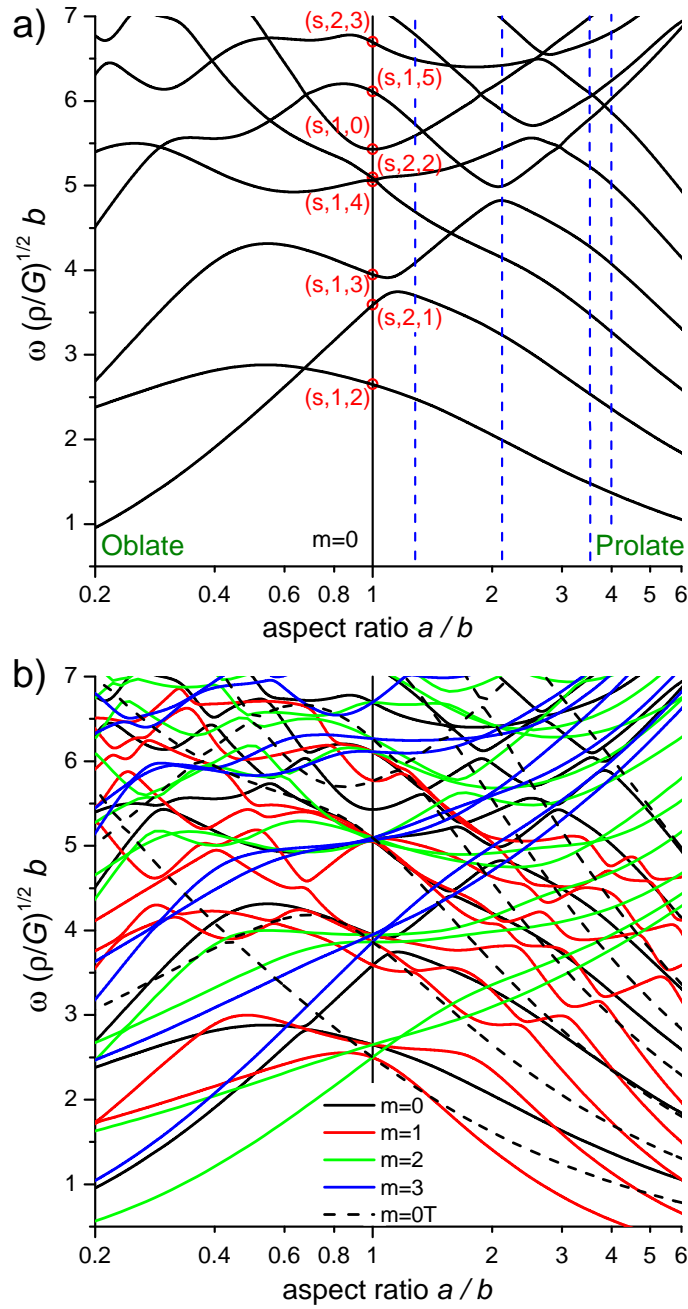 a)
7
6
5
4
3
2
1
ω (ρ/G)^{1/2} b
(s,2,3)
(s,1,5)
(s,1,0)
(s,2,2)
(s,1,4)
(s,1,3)
(s,2,1)
(s,1,2)
Oblate
m=0
Prolate
0.2 0.4 0.6 0.8 1 2 3 4 5 6
aspect ratio a / b
b)
7
6
5
4
3
2
1
ω (ρ/G)^{1/2} b
m=0
m=1
m=2
m=3
m=0T
0.2 0.4 0.6 0.8 1 2 3 4 5 6
aspect ratio a / b